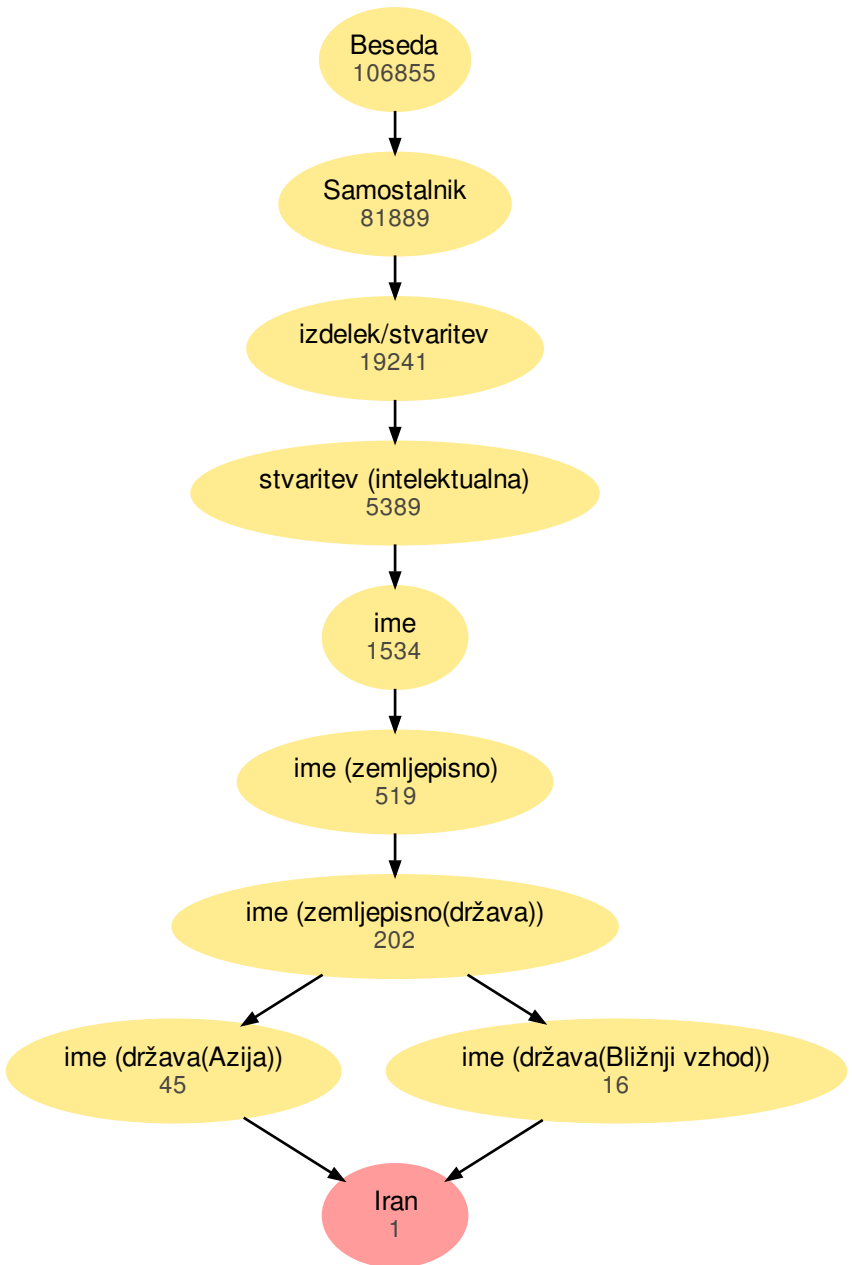 Beseda
106855
Samostalnik
81889
izdelek/stvaritev
19241
stvaritev (intelektualna)
5389
ime
1534
ime (zemljepisno)
519
ime (zemljepisno(država))
202
ime (država(Azija))
45
ime (država(Bližnji vzhod))
16
Iran
1